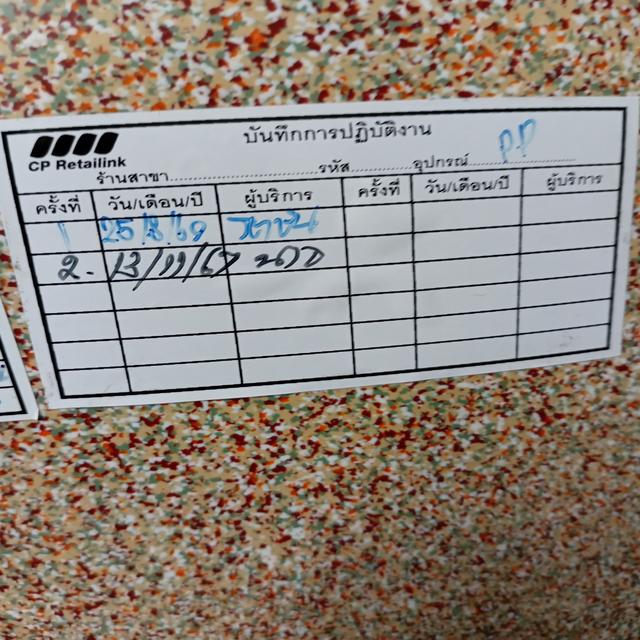 CP Retailink
บันทึกการปฏิบัติงาน
ร้านสาขา....................รหัส....................อุปกรณ์ P.P
ครั้งที่ วัน/เดือน/ปี ผู้บริการ ครั้งที่ วัน/เดือน/ปี ผู้บริการ
1 25/8/69
2. 13/11/67